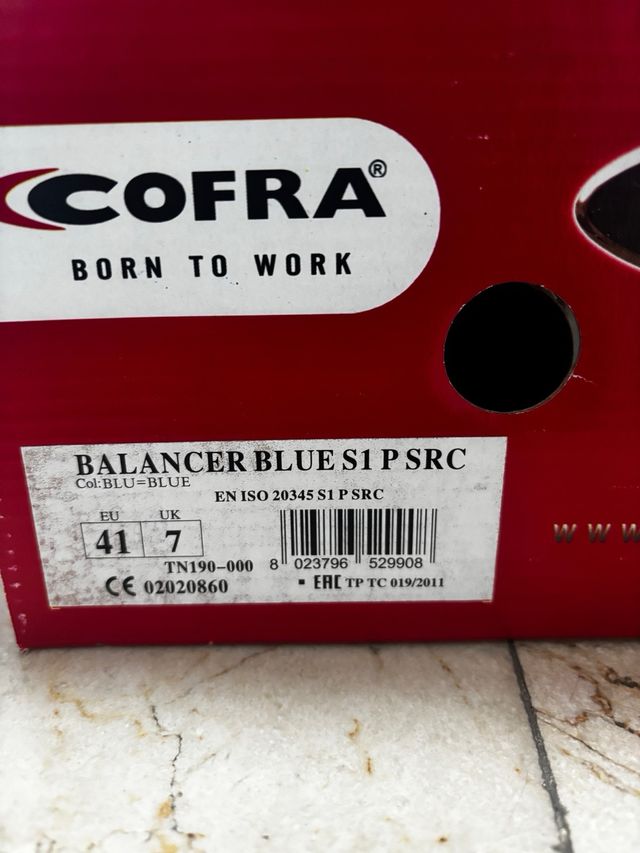 COFRA®
BORN TO WORK
BALANCER BLUE S1 P SRC
Col:BLU=BLUE
EN ISO 20345 S1 P SRC
EU UK
41 7
TN190-000
8 023796 529908
CE 02020860
▪ EAC TP TC 019/2011
www